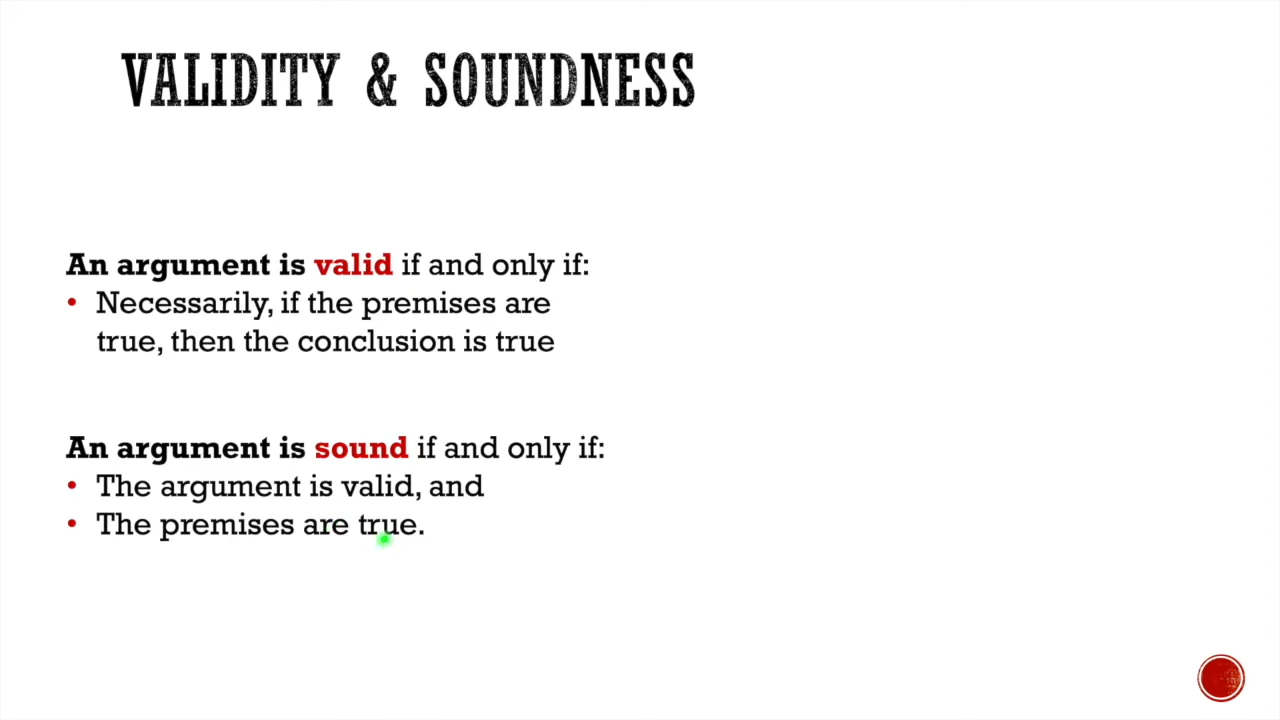 VALIDITY & SOUNDNESS
An argument is valid if and only if:
• Necessarily, if the premises are
true, then the conclusion is true
An argument is sound if and only if:
• The argument is valid, and
• The premises are true.